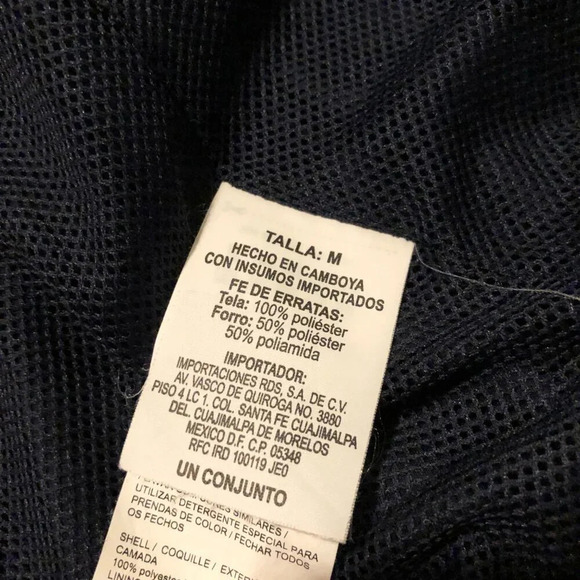 TALLA: M
HECHO EN CAMBOYA
CON INSUMOS IMPORTADOS
FE DE ERRATAS:
Tela: 100% poliéster
Forro: 50% poliéster
50% poliamida
IMPORTADOR:
IMPORTACIONES RDS, S.A. DE C.V.
AV. VASCO DE QUIROGA NO. 3880
PISO 4 LC 1. COL. SANTA FE CUAJIMALPA
DEL CUAJIMALPA DE MORELOS
MEXICO D.F. C.P. 05348
RFC IRD 100119 JE0
UN CONJUNTO
SIMILARES /
UTILIZAR DETERGENTE ESPECIAL PARA
PRENDAS DE COLOR / FECHAR TODOS
OS FECHOS
SHELL / COQUILLE / EXTER
CAMADA
100% polyes
LININ